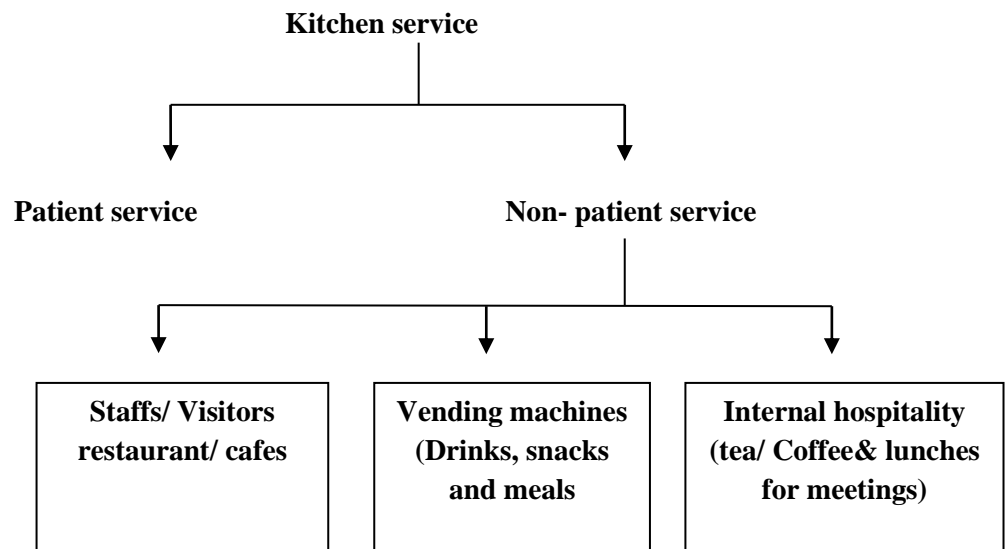 Kitchen service
Patient service
Non- patient service
Staffs/ Visitors
restaurant/ cafes
Vending machines
(Drinks, snacks
and meals
Internal hospitality
(tea/ Coffee& lunches
for meetings)